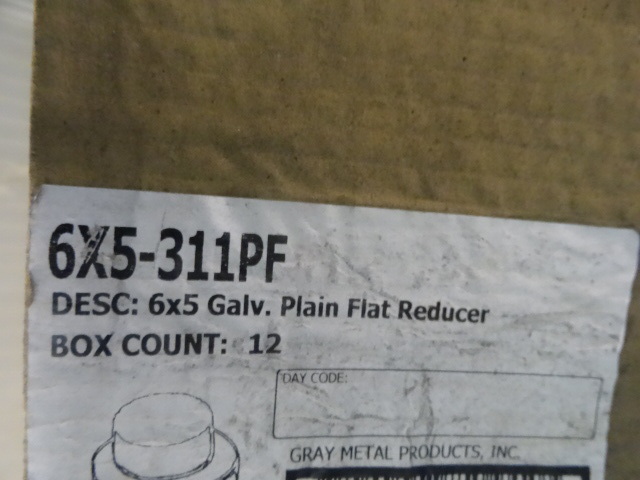 6X5-311PF
DESC: 6x5 Galv. Plain Flat Reducer
BOX COUNT: 12
DAY CODE:
GRAY METAL PRODUCTS, INC.